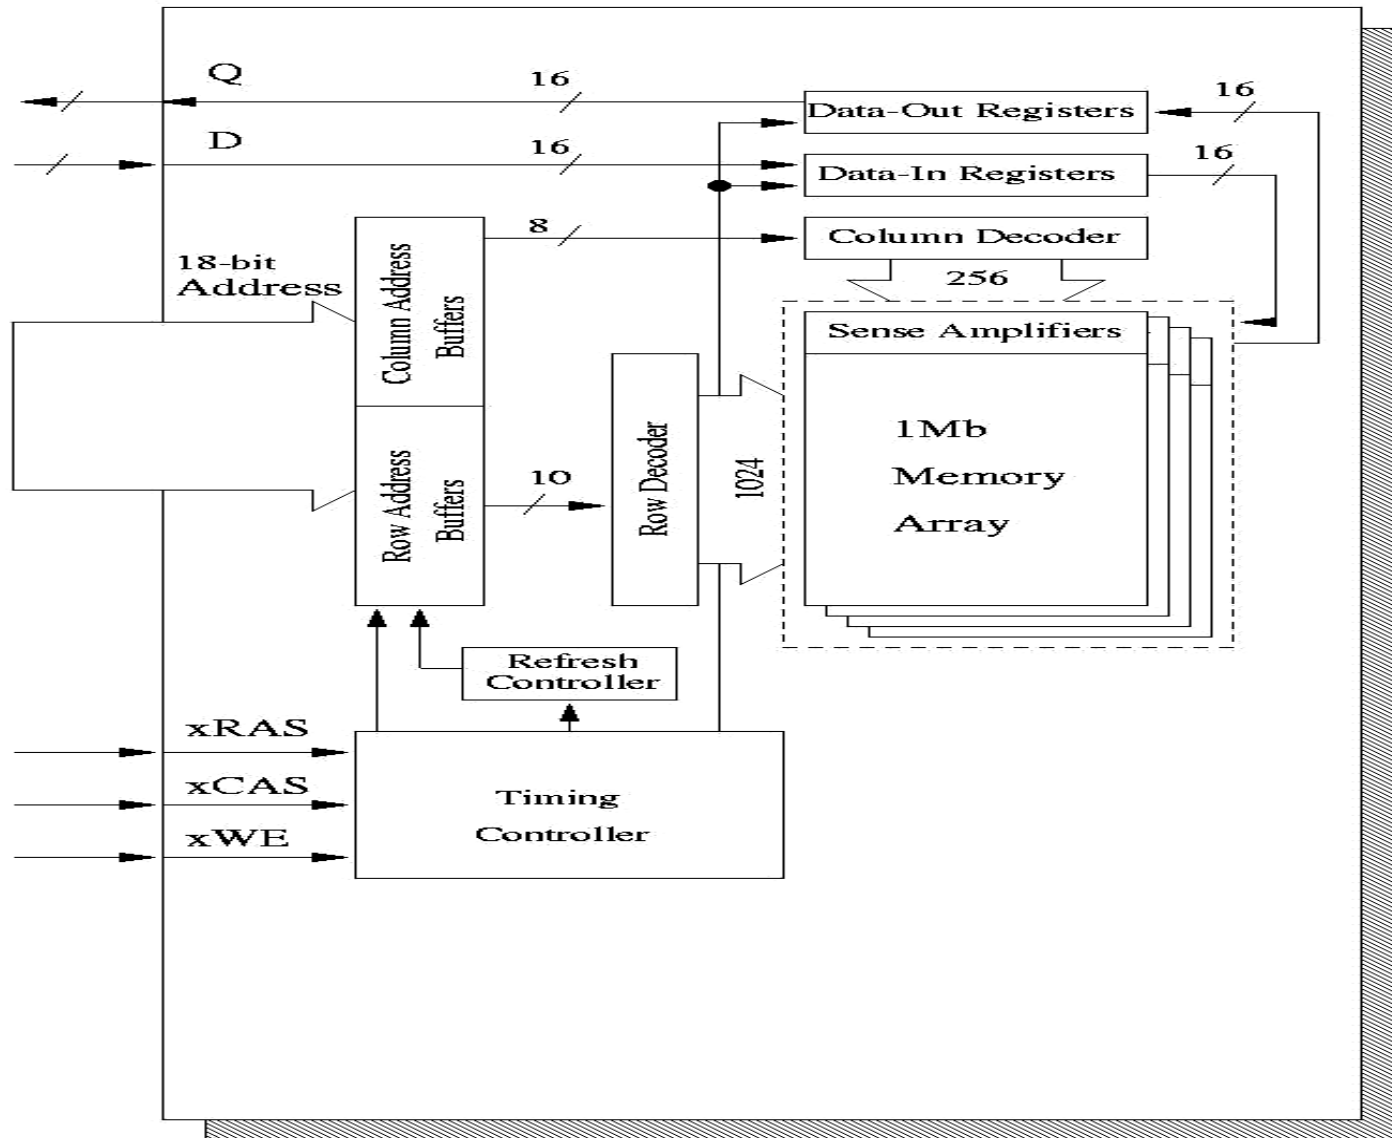 Q
16
16
Data-Out Registers
D
16
16
Data-In Registers
8
Column Decoder
18-bit
Address
256
Column Address
Buffers
Sense Amplifiers
1Mb
Memory
Array
Row Address
Buffers
10
Row Decoder
1024
Refresh
Controller
xRAS
xCAS
xWE
Timing
Controller